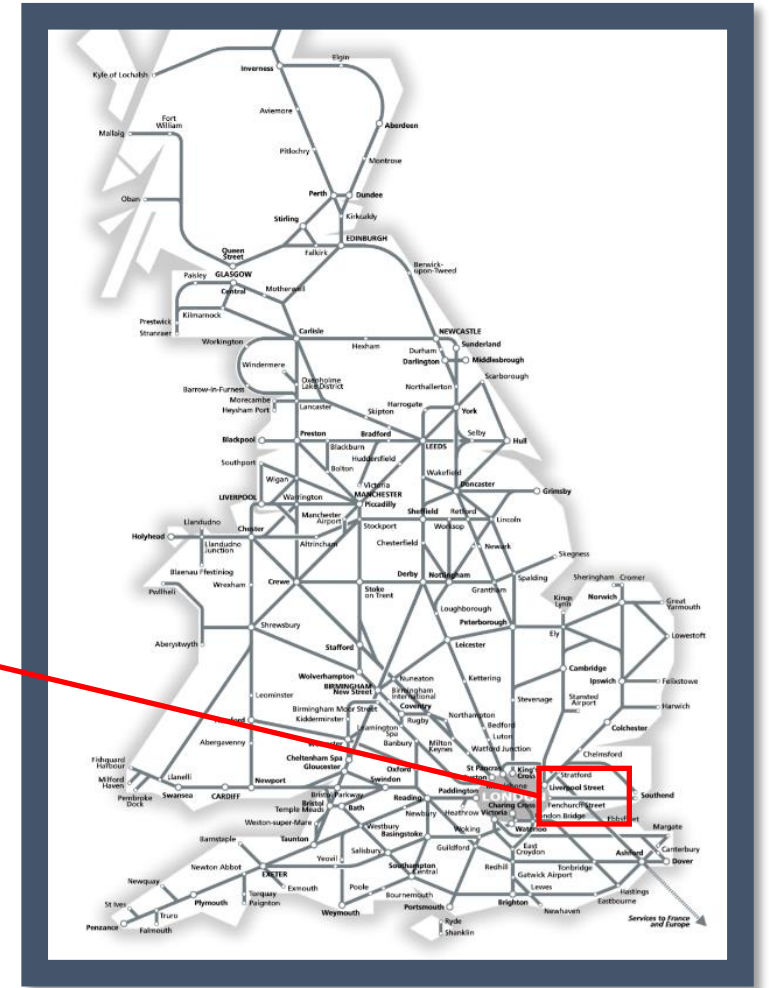 Elgin
Inverness
Kyle of Lochalsh
Aviemore
Fort
William
Mallaig
Aberdeen
Pitlochry
Montrose
Perth
Dundee
Oban
Stirling
Kirkcaldy
EDINBURGH
Queen
Street
Falkirk
Berwick-
upon-Tweed
Paisley
GLASGOW
Central
Motherwell
Prestwick
Kilmarnock
Stranraer
Carlisle
NEWCASTLE
Workington
Hexham
Sunderland
Durham
Darlington
Middlesbrough
Windermere
Scarborough
Oxenholme
Lake District
Barrow-in-Furness
Northallerton
Morecambe
Lancaster
Harrogate
Heysham Port
Skipton
York
Blackpool
Preston
Bradford
Selby
Hull
Blackburn
LEEDS
Huddersfield
Southport
Bolton
Wakefield
Wigan
Victoria
Doncaster
MANCHESTER
Grimsby
LIVERPOOL
Warrington
Piccadilly
Manchester
Airport
Sheffield
Retford
Llandudno
Stockport
Worksop
Lincoln
Holyhead
Chester
Llandudno
Junction
Altrincham
Chesterfield
Newark
Skegness
Blaenau Ffestiniog
Crewe
Derby
Nottingham
Spalding
Sheringham
Cromer
Pwllheli
Wrexham
Stoke
on Trent
Grantham
Kings
Lynn
Norwich
Great
Yarmouth
Loughborough
Peterborough
Shrewsbury
Ely
Lowestoft
Aberystwyth
Stafford
Leicester
Wolverhampton
Cambridge
BIRMINGHAM
New Street
Nuneaton
Kettering
Ipswich
Felixstowe
Birmingham
International
Leominster
Stevenage
Stansted
Airport
Birmingham Moor Street
Coventry
Harwich
Kidderminster
Rugby
Northampton
Colchester
Leamington
Spa
Bedford
Abergavenny
Banbury
Milton
Keynes
Luton
Watford Junction
Chelmsford
Cheltenham Spa
Gloucester
Fishguard
Harbour
Oxford
St Pancras
King's
Cross
Stratford
Milford
Haven
Llanelli
Newport
Swindon
Liverpool Street
Pembroke
Dock
Swansea
CARDIFF
Bristol Parkway
Reading
Paddington
Southend
Bristol
Temple Meads
Bath
Charing Cross
Fenchurch Street
Newbury
Heathrow
Victoria
London Bridge
Weston-super-Mare
Westbury
Woking
Waterloo
Margate
Barnstaple
Taunton
Basingstoke
East
Croydon
Canterbury
Yeovil
Salisbury
Guildford
Ashford
Dover
Newton Abbot
EXETER
Southampton
Central
Redhill
Tonbridge
Gatwick Airport
Newquay
Torquay
Exmouth
Poole
Lewes
Hastings
Paignton
Bournemouth
Eastbourne
St Ives
Plymouth
Weymouth
Portsmouth
Brighton
Newhaven
Truro
Penzance
Falmouth
Ryde
Shanklin
Services to France
and Europe